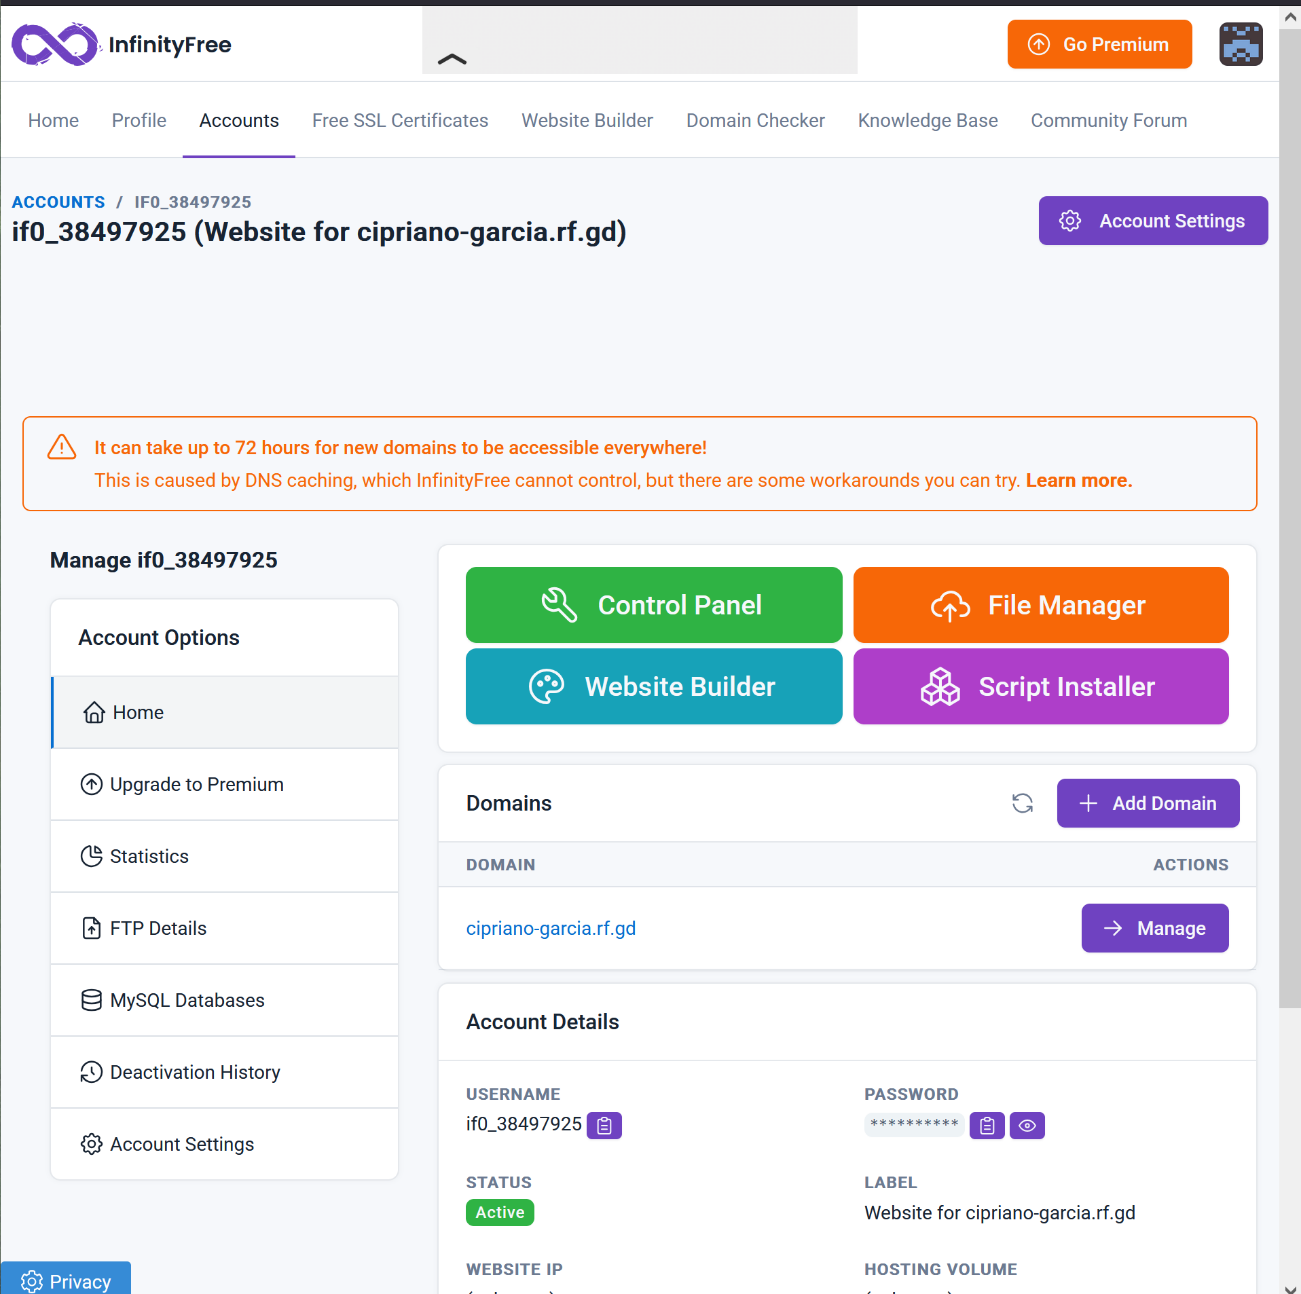 InfinityFree
Go Premium
Home Profile Accounts Free SSL Certificates Website Builder Domain Checker Knowledge Base Community Forum
ACCOUNTS / IF0_38497925
if0_38497925 (Website for cipriano-garcia.rf.gd)
Account Settings
It can take up to 72 hours for new domains to be accessible everywhere!
This is caused by DNS caching, which InfinityFree cannot control, but there are some workarounds you can try. Learn more.
Manage if0_38497925
Account Options
Home
Upgrade to Premium
Statistics
FTP Details
MySQL Databases
Deactivation History
Account Settings
Control Panel
File Manager
Website Builder
Script Installer
Domains
Add Domain
DOMAIN ACTIONS
cipriano-garcia.rf.gd
Manage
Account Details
USERNAME
if0_38497925
PASSWORD
**********
STATUS
Active
LABEL
Website for cipriano-garcia.rf.gd
WEBSITE IP
HOSTING VOLUME
Privacy